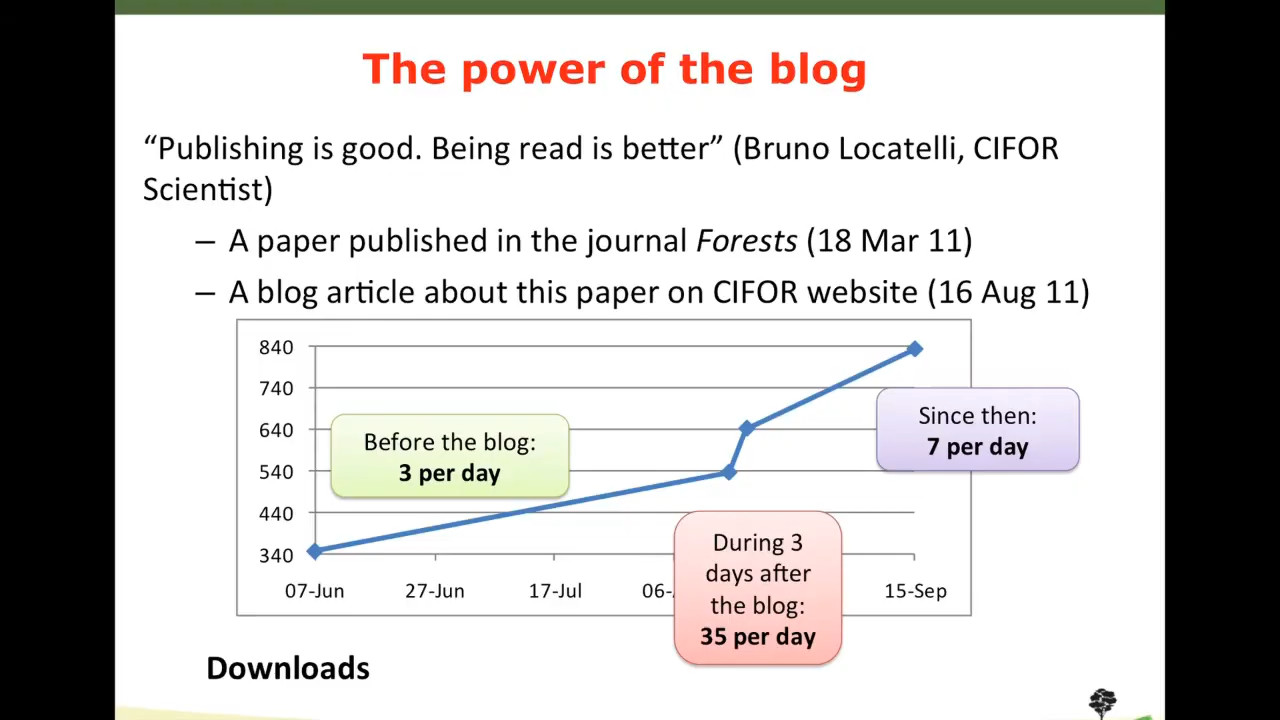 The power of the blog
“Publishing is good. Being read is better” (Bruno Locatelli, CIFOR
Scientist)
– A paper published in the journal Forests (18 Mar 11)
– A blog article about this paper on CIFOR website (16 Aug 11)
840
740
640
540
440
340
Before the blog:
3 per day
Since then:
7 per day
During 3
days after
the blog:
35 per day
07-Jun 27-Jun 17-Jul 15-Sep
Downloads